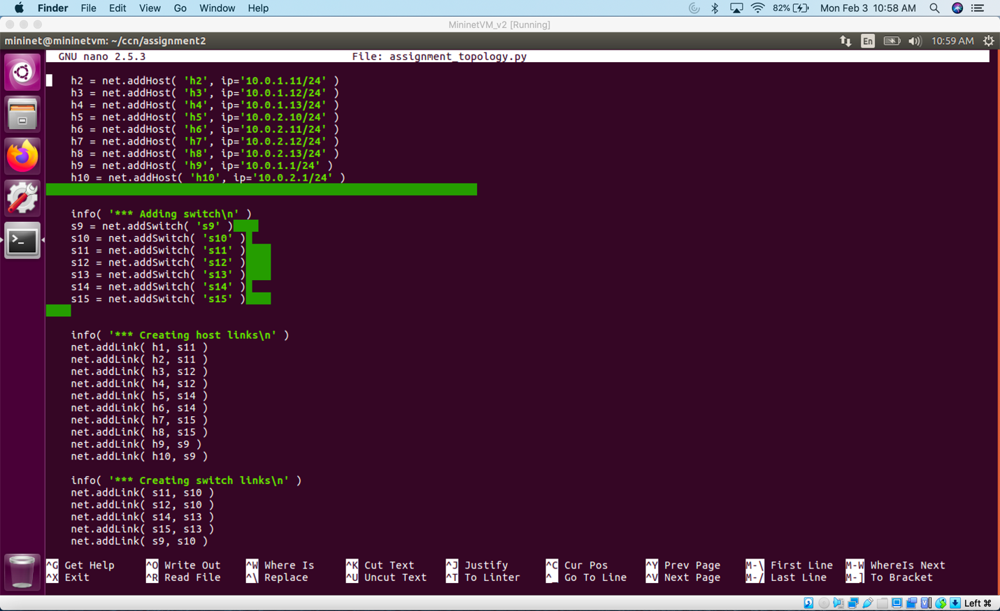 Finder File Edit View Go Window Help 82% Mon Feb 3 10:58 AM
MininetVM_v2 [Running]
mininet@mininetvm: ~/ccn/assignment2 En 10:59 AM
GNU nano 2.5.3 File: assignment_topology.py
h2 = net.addHost( 'h2', ip='10.0.1.11/24' )
h3 = net.addHost( 'h3', ip='10.0.1.12/24' )
h4 = net.addHost( 'h4', ip='10.0.1.13/24' )
h5 = net.addHost( 'h5', ip='10.0.2.10/24' )
h6 = net.addHost( 'h6', ip='10.0.2.11/24' )
h7 = net.addHost( 'h7', ip='10.0.2.12/24' )
h8 = net.addHost( 'h8', ip='10.0.2.13/24' )
h9 = net.addHost( 'h9', ip='10.0.1.1/24' )
h10 = net.addHost( 'h10', ip='10.0.2.1/24' )
info( '*** Adding switch\n' )
s9 = net.addSwitch( 's9' )
s10 = net.addSwitch( 's10' )
s11 = net.addSwitch( 's11' )
s12 = net.addSwitch( 's12' )
s13 = net.addSwitch( 's13' )
s14 = net.addSwitch( 's14' )
s15 = net.addSwitch( 's15' )
info( '*** Creating host links\n' )
net.addLink( h1, s11 )
net.addLink( h2, s11 )
net.addLink( h3, s12 )
net.addLink( h4, s12 )
net.addLink( h5, s14 )
net.addLink( h6, s14 )
net.addLink( h7, s15 )
net.addLink( h8, s15 )
net.addLink( h9, s9 )
net.addLink( h10, s9 )
info( '*** Creating switch links\n' )
net.addLink( s11, s10 )
net.addLink( s12, s10 )
net.addLink( s14, s13 )
net.addLink( s15, s13 )
net.addLink( s9, s10 )
^G Get Help ^O Write Out ^W Where Is ^K Cut Text ^J Justify ^C Cur Pos ^Y Prev Page M-\ First Line M-W WhereIs Next
^X Exit ^R Read File ^\ Replace ^U Uncut Text ^T To Linter ^_ Go To Line ^V Next Page M-/ Last Line M-] To Bracket
Left ⌘